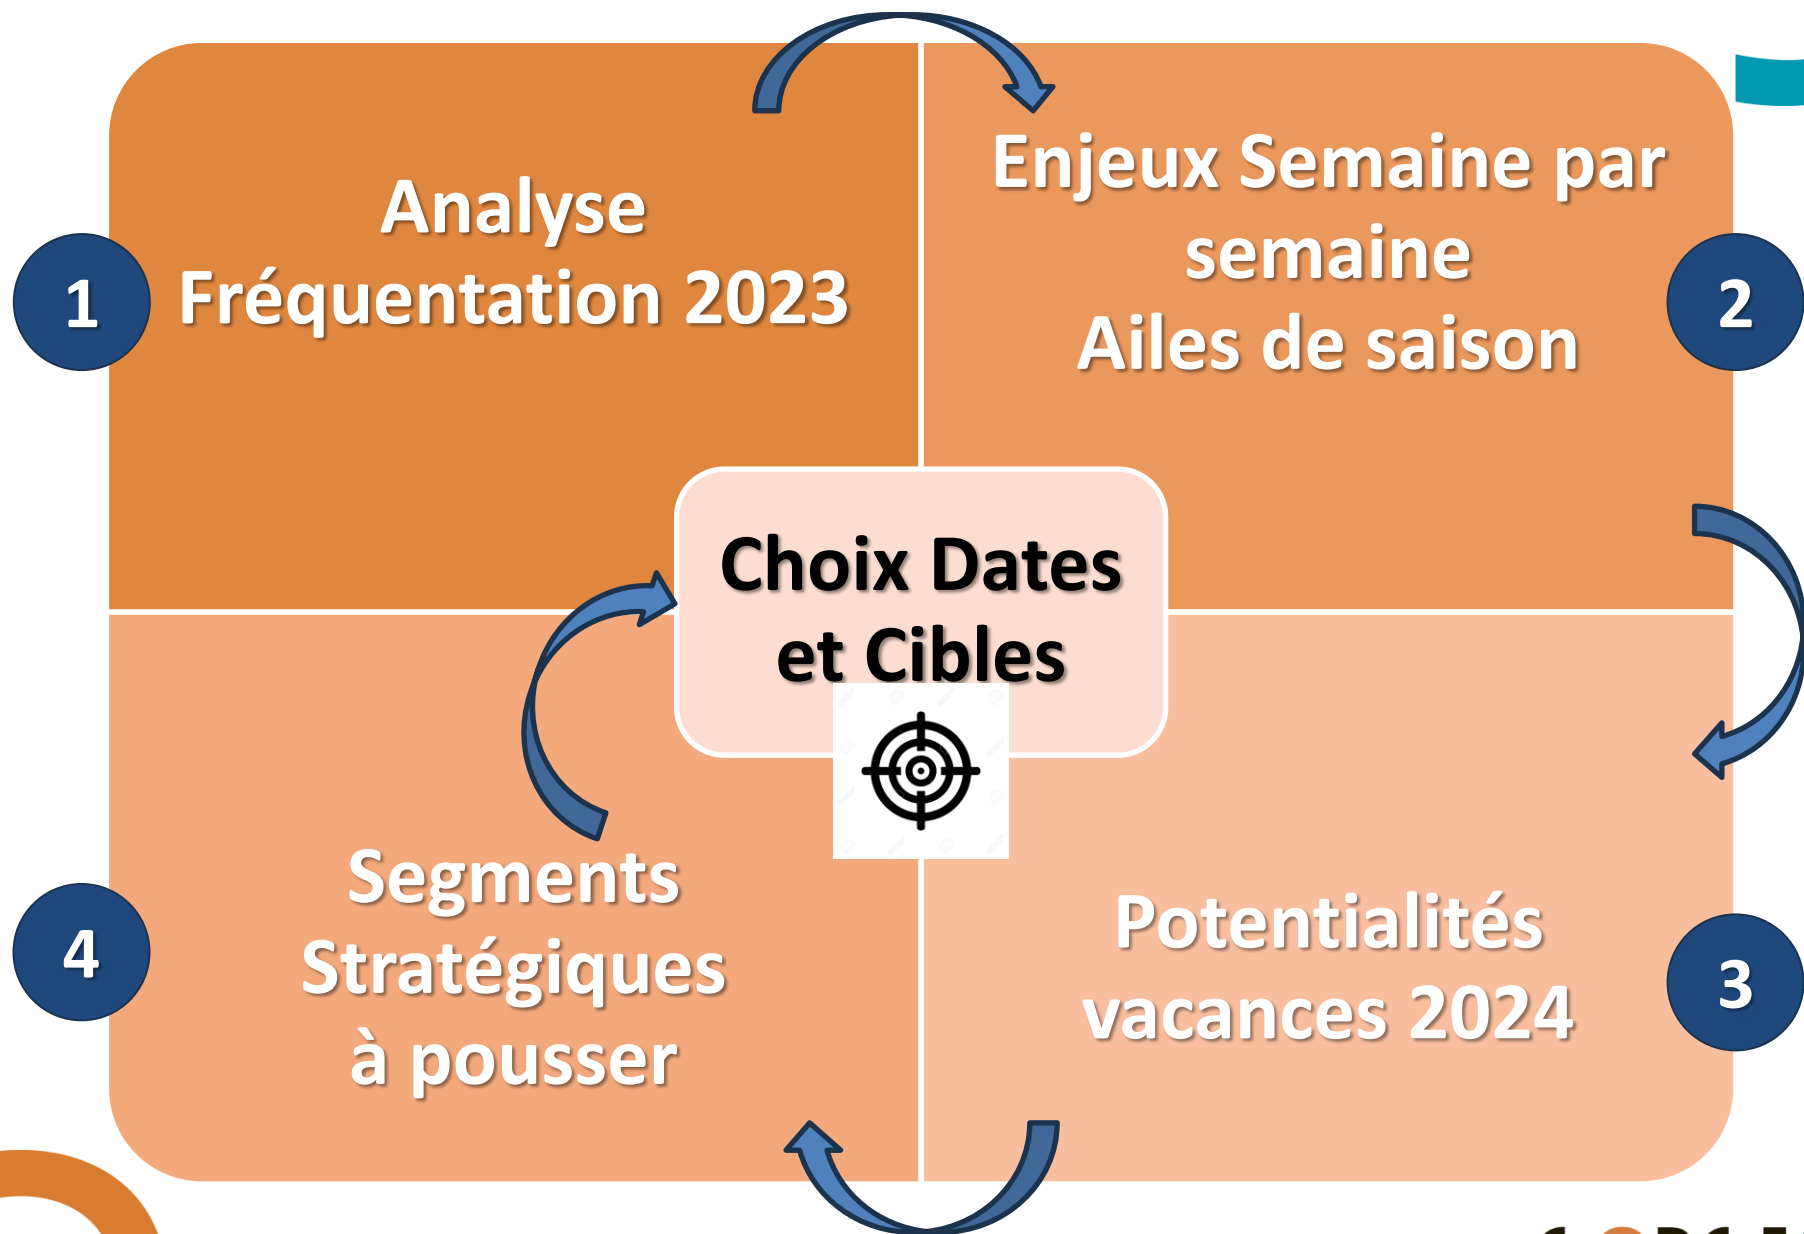 Analyse
Fréquentation 2023
1
Enjeux Semaine par
semaine
Ailes de saison
2
Choix Dates
et Cibles
Segments
Stratégiques
à pousser
4
Potentialités
vacances 2024
3